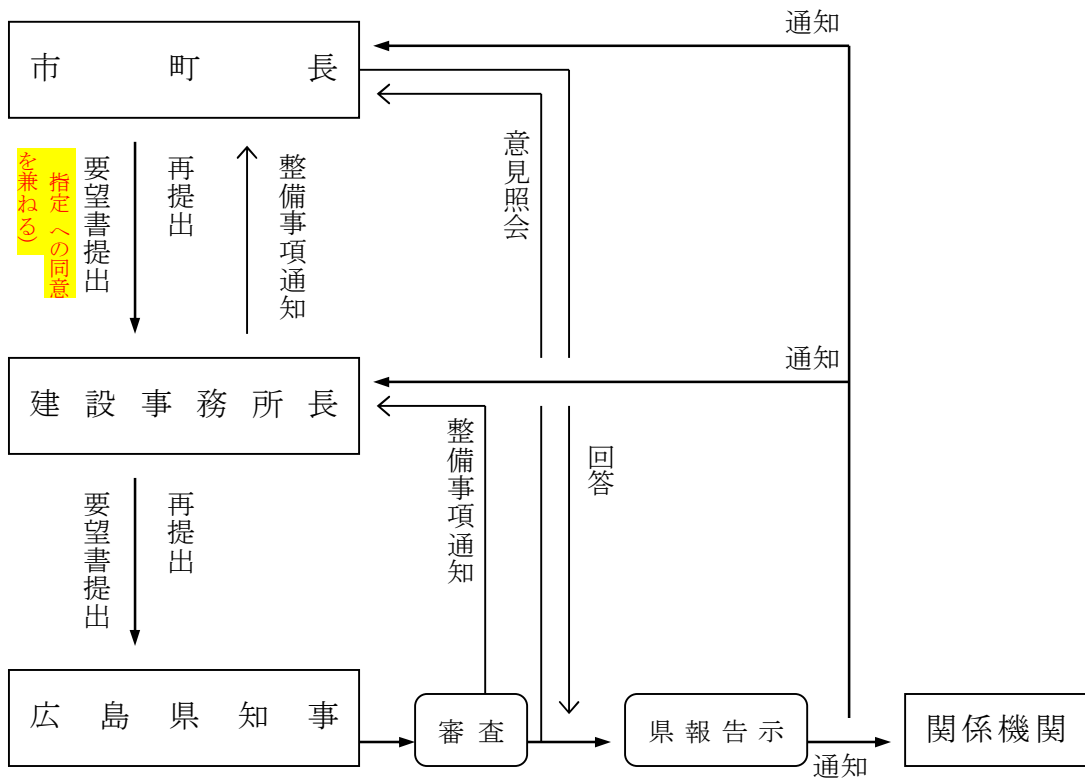 通知
市町長
意見照会
整備事項通知
再提出
要望書提出
指定 への同意
を兼ねる）
通知
建設事務所長
回答
整備事項通知
再提出
要望書提出
広島県知事
審査
県報告示
関係機関
通知